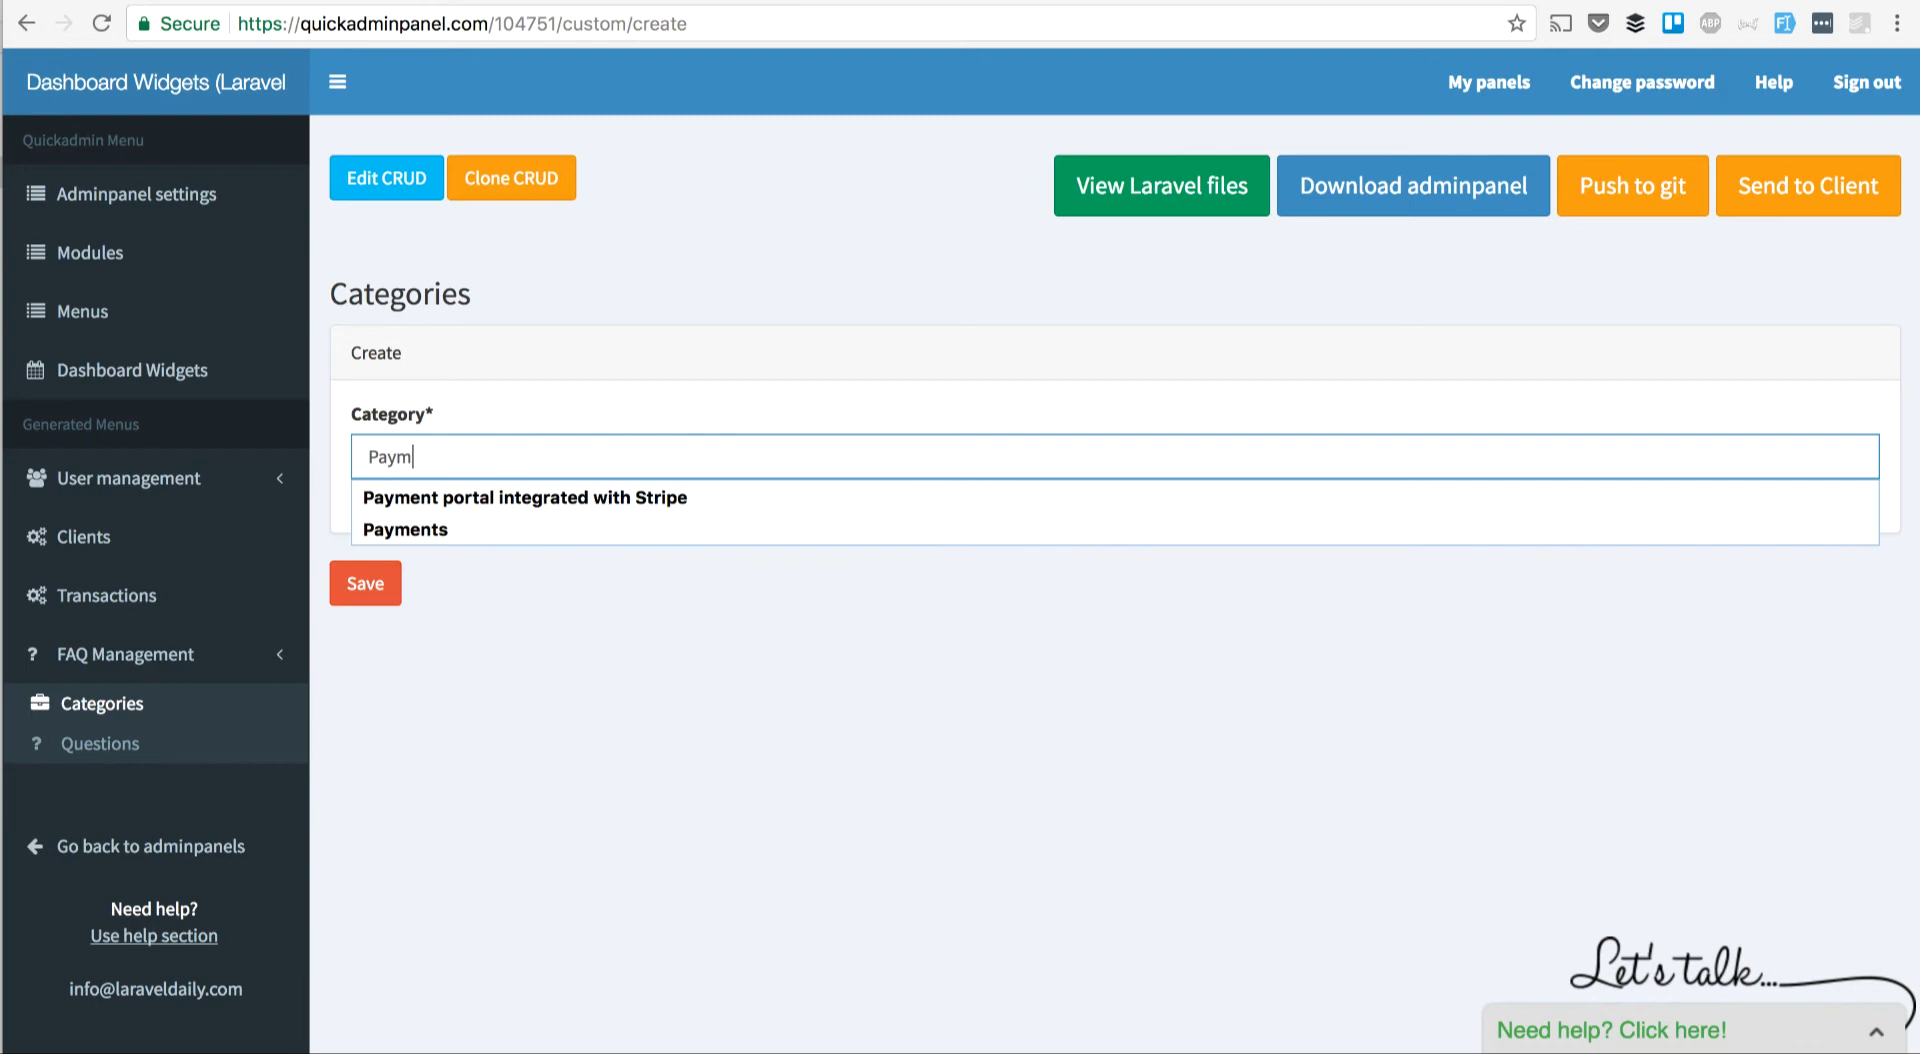 Secure https://quickadminpanel.com/104751/custom/create
ABP
Dashboard Widgets (Laravel
My panels Change password Help Sign out
Quickadmin Menu
Adminpanel settings
Modules
Menus
Dashboard Widgets
Generated Menus
User management
Clients
Transactions
? FAQ Management
Categories
? Questions
Go back to adminpanels
Need help?
Use help section
info@laraveldaily.com
Edit CRUD Clone CRUD
View Laravel files Download adminpanel Push to git Send to Client
Categories
Create
Category*
Paym
Payment portal integrated with Stripe
Payments
Save
Let's talk...
Need help? Click here!